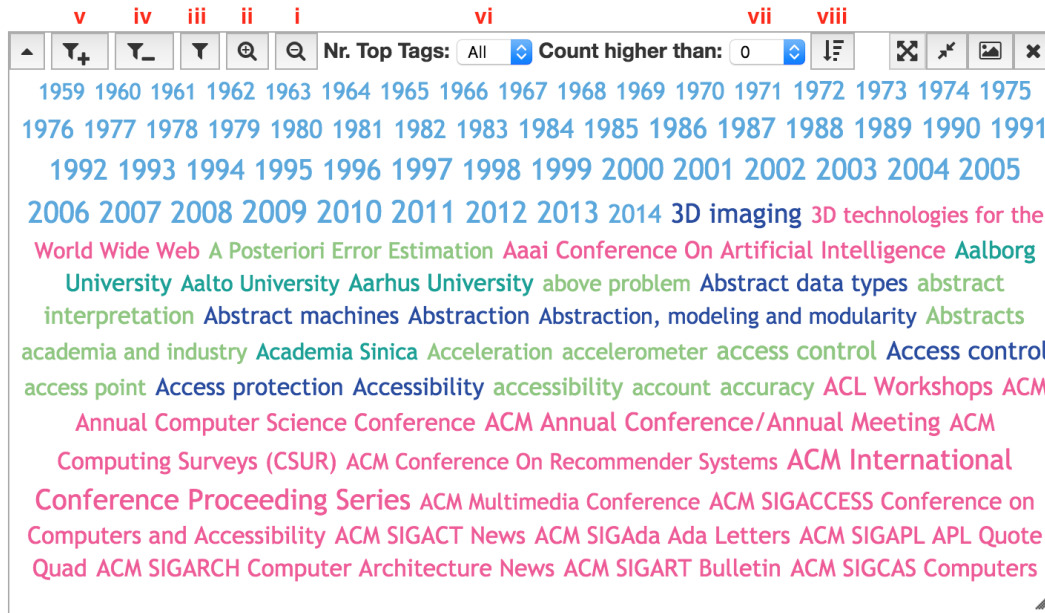 v iv iii ii i vi vii viii
Nr. Top Tags: All Count higher than: 0
1959 1960 1961 1962 1963 1964 1965 1966 1967 1968 1969 1970 1971 1972 1973 1974 1975
1976 1977 1978 1979 1980 1981 1982 1983 1984 1985 1986 1987 1988 1989 1990 1991
1992 1993 1994 1995 1996 1997 1998 1999 2000 2001 2002 2003 2004 2005
2006 2007 2008 2009 2010 2011 2012 2013 2014 3D imaging 3D technologies for the
World Wide Web A Posteriori Error Estimation Aaai Conference On Artificial Intelligence Aalborg
University Aalto University Aarhus University above problem Abstract data types abstract
interpretation Abstract machines Abstraction Abstraction, modeling and modularity Abstracts
academia and industry Academia Sinica Acceleration accelerometer access control Access control
access point Access protection Accessibility accessibility account accuracy ACL Workshops ACM
Annual Computer Science Conference ACM Annual Conference/Annual Meeting ACM
Computing Surveys (CSUR) ACM Conference On Recommender Systems ACM International
Conference Proceeding Series ACM Multimedia Conference ACM SIGACCESS Conference on
Computers and Accessibility ACM SIGACT News ACM SIGAda Ada Letters ACM SIGAPL APL Quote
Quad ACM SIGARCH Computer Architecture News ACM SIGART Bulletin ACM SIGCAS Computers